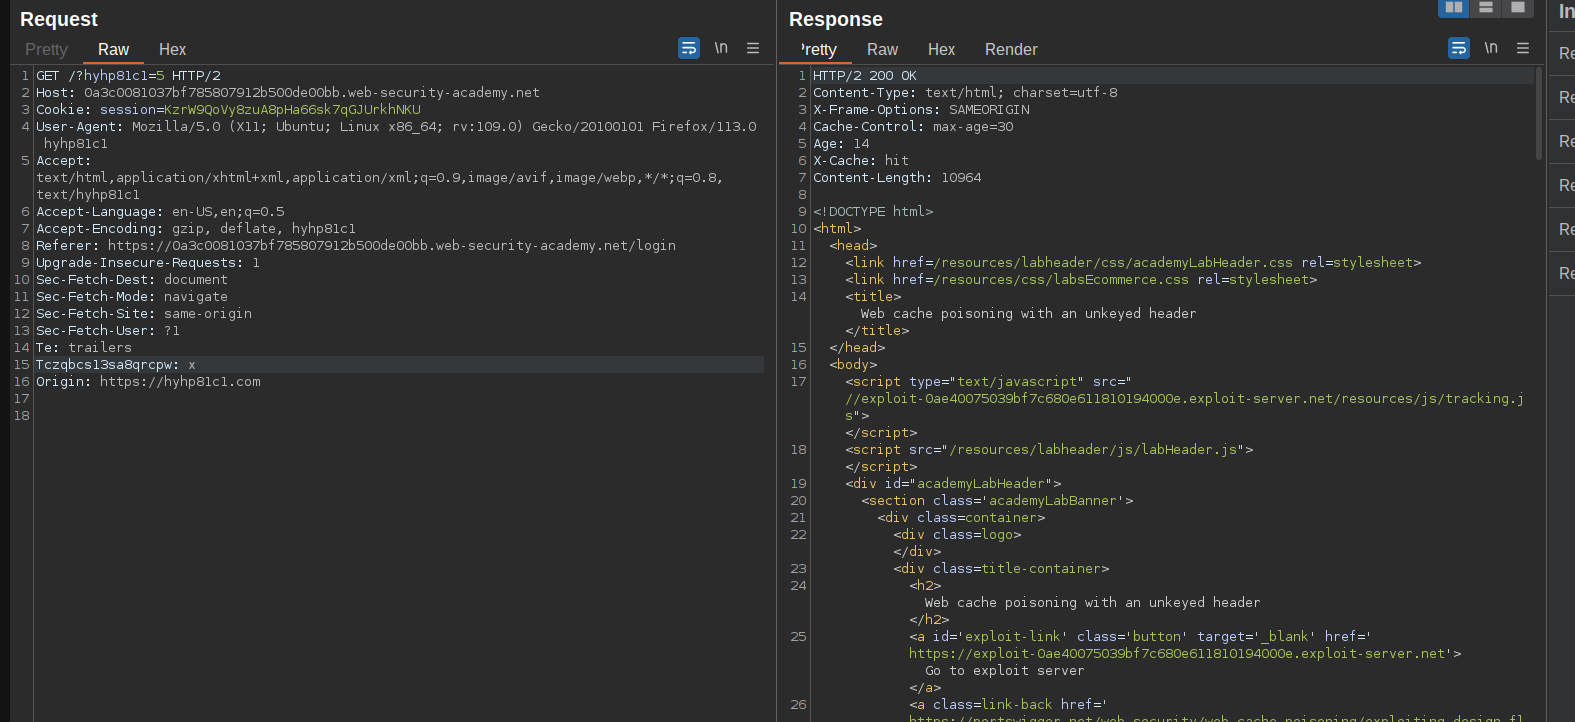 Request
Pretty Raw Hex \n
1 GET /?hyhp81c1=5 HTTP/2
2 Host: 0a3c0081037bf785807912b500de00bb.web-security-academy.net
3 Cookie: session=KzrW9QoVy8zuA8pHa66sk7qGJUrkhNKU
4 User-Agent: Mozilla/5.0 (X11; Ubuntu; Linux x86_64; rv:109.0) Gecko/20100101 Firefox/113.0
hyhp81c1
5 Accept:
text/html,application/xhtml+xml,application/xml;q=0.9,image/avif,image/webp,*/*;q=0.8,
text/hyhp81c1
6 Accept-Language: en-US,en;q=0.5
7 Accept-Encoding: gzip, deflate, hyhp81c1
8 Referer: https://0a3c0081037bf785807912b500de00bb.web-security-academy.net/login
9 Upgrade-Insecure-Requests: 1
10 Sec-Fetch-Dest: document
11 Sec-Fetch-Mode: navigate
12 Sec-Fetch-Site: same-origin
13 Sec-Fetch-User: ?1
14 Te: trailers
15 Tczqbcsl3sa8qrcpw: x
16 Origin: https://hyhp81c1.com
17
18
Response
Pretty Raw Hex Render \n
1 HTTP/2 200 OK
2 Content-Type: text/html; charset=utf-8
3 X-Frame-Options: SAMEORIGIN
4 Cache-Control: max-age=30
5 Age: 14
6 X-Cache: hit
7 Content-Length: 10964
8
9 <!DOCTYPE html>
10 <html>
11 <head>
12 <link href=/resources/labheader/css/academyLabHeader.css rel=stylesheet>
13 <link href=/resources/css/labsEcommerce.css rel=stylesheet>
14 <title>
Web cache poisoning with an unkeyed header
</title>
15 </head>
16 <body>
17 <script type="text/javascript" src="
//exploit-0ae40075039bf7c680e611810194000e.exploit-server.net/resources/js/tracking.j
s">
</script>
18 <script src="/resources/labheader/js/labHeader.js">
</script>
19 <div id="academyLabHeader">
20 <section class='academyLabBanner'>
21 <div class=container>
22 <div class=logo>
</div>
23 <div class=title-container>
24 <h2>
Web cache poisoning with an unkeyed header
</h2>
25 <a id='exploit-link' class='button' target='_blank' href='
https://exploit-0ae40075039bf7c680e611810194000e.exploit-server.net'>
Go to exploit server
</a>
26 <a class=link-back href='
https://portswigger.net/web-security/web-cache-poisoning/exploiting-design-fl
In
Re
Re
Re
Re
Re
Re